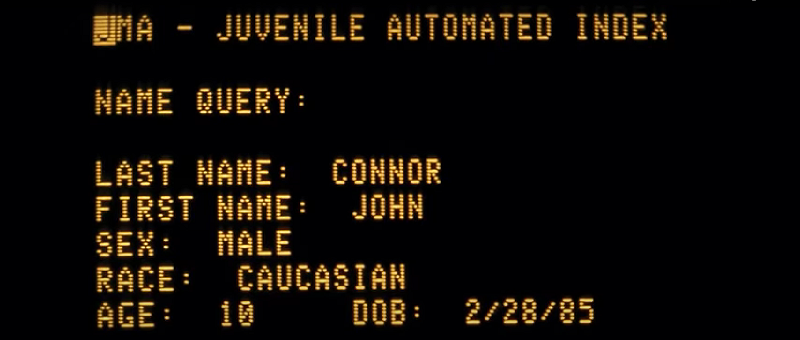 JMA - JUVENILE AUTOMATED INDEX
NAME QUERY:
LAST NAME: CONNOR
FIRST NAME: JOHN
SEX: MALE
RACE: CAUCASIAN
AGE: 10 DOB: 2/28/85